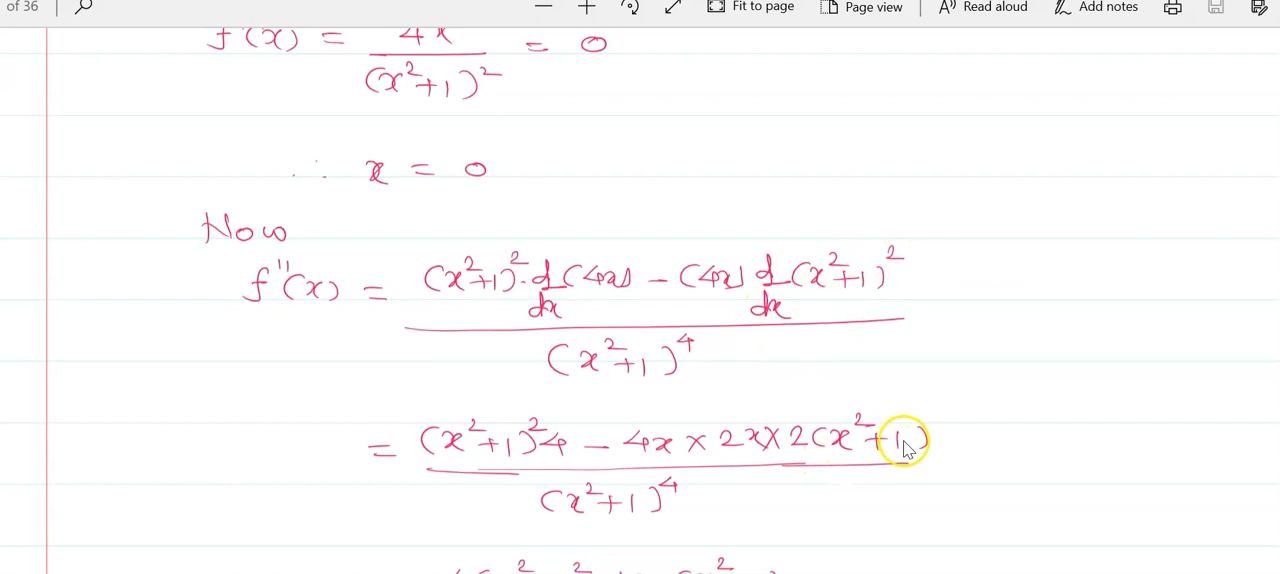 of 36 Fit to page Page view Read aloud Add notes
f'(x) = 4x / (x²+1)² = 0
∴ x = 0
Now
f''(x) = (x²+1)² · d/dx (4x) − (4x) d/dx (x²+1)² / (x²+1)⁴
= (x²+1)² 4 − 4x × 2x × 2(x²+1) / (x²+1)⁴